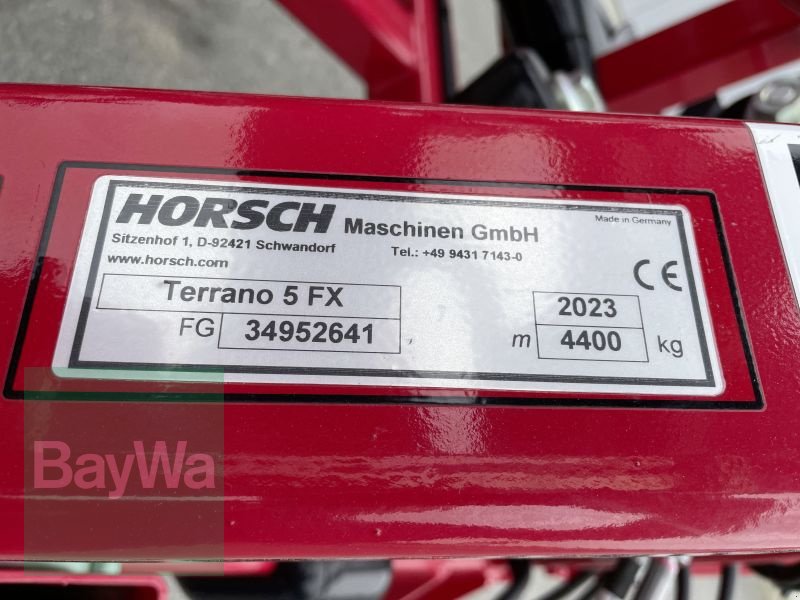 HORSCH Maschinen GmbH
Made in Germany
Sitzenhof 1, D-92421 Schwandorf Tel.: +49 9431 7143-0
www.horsch.com
CE
Terrano 5 FX 2023
FG 34952641 m 4400 kg
BayWa